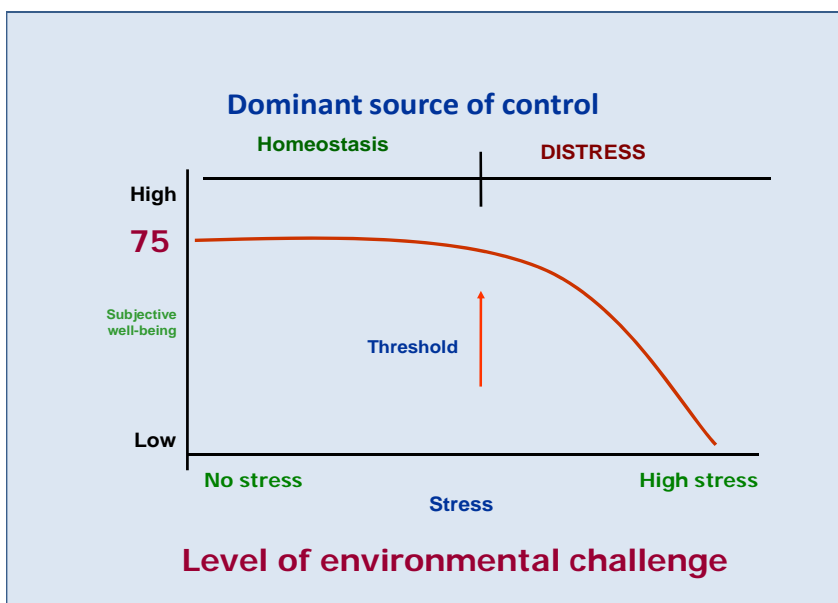 Dominant source of control
Homeostasis
DISTRESS
High
75
Subjective
well-being
Threshold
Low
No stress
High stress
Stress
Level of environmental challenge